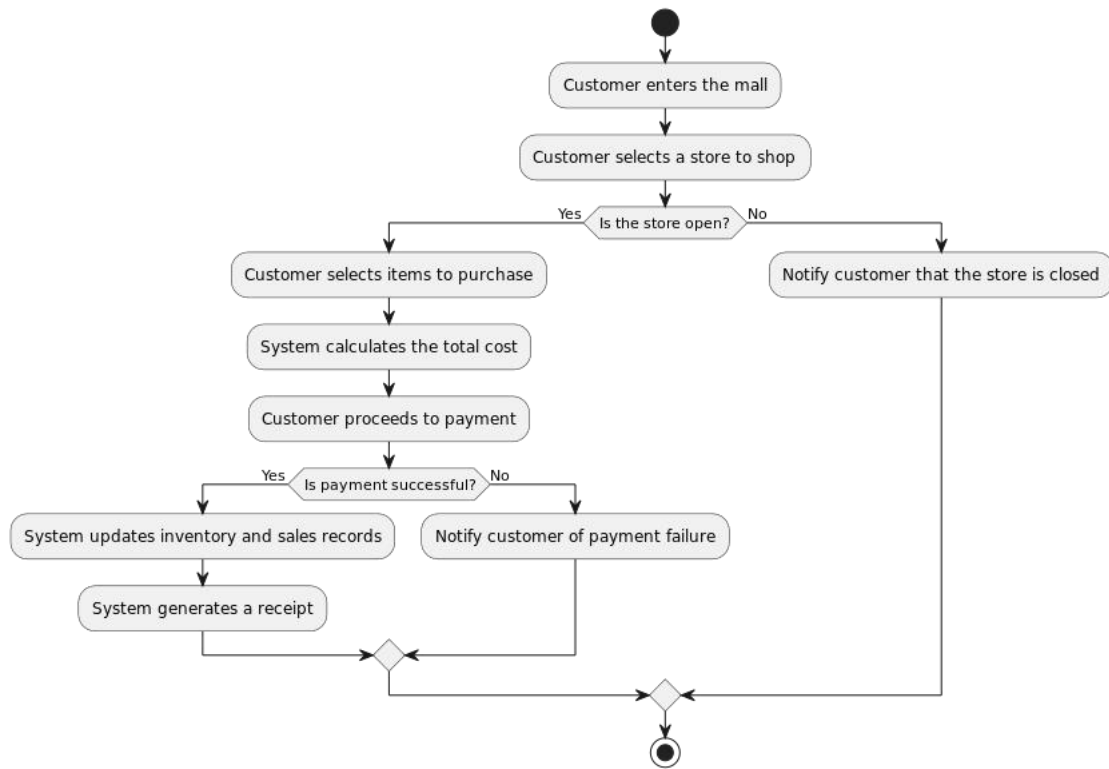 Customer enters the mall
Customer selects a store to shop
Yes
Is the store open?
No
Customer selects items to purchase
Notify customer that the store is closed
System calculates the total cost
Customer proceeds to payment
Yes
Is payment successful?
No
System updates inventory and sales records
Notify customer of payment failure
System generates a receipt